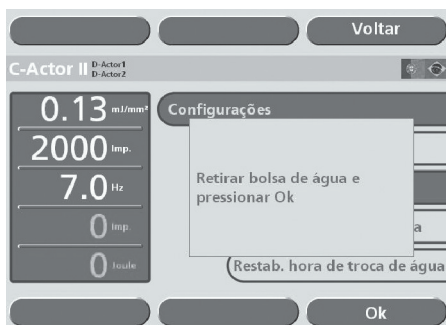 Voltar
C-Actor II D-Actor1
D-Actor2
0.13 mJ/mm²
2000 Imp.
7.0 Hz
0 Imp.
0 Joule
Configurações
Retirar bolsa de água e
pressionar Ok
a
Restab. hora de troca de água
Ok